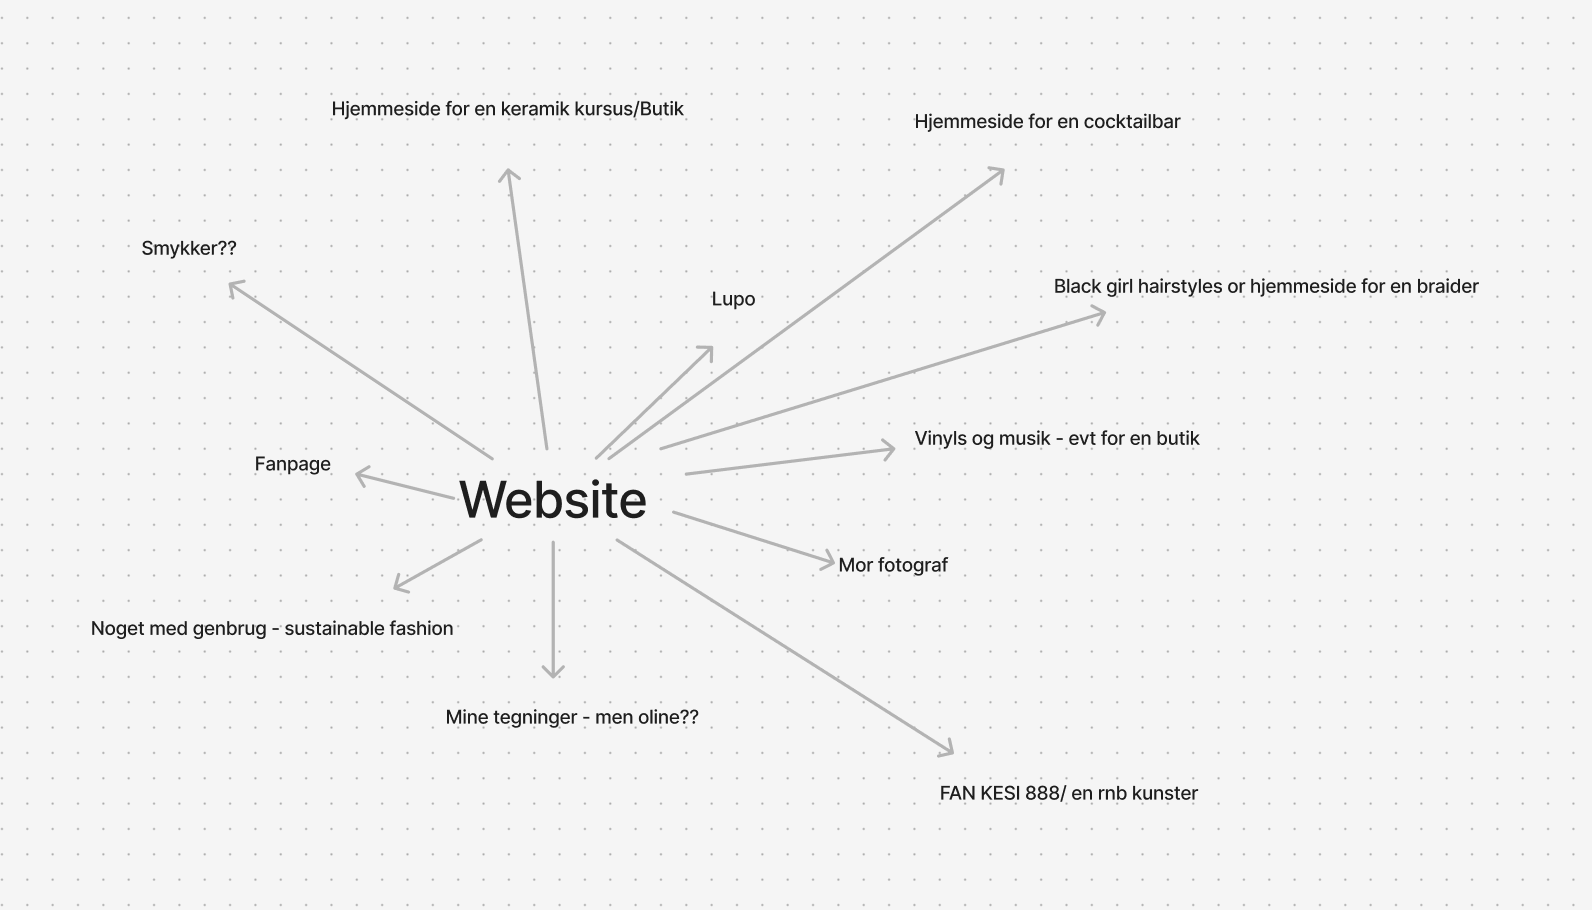 Hjemmeside for en keramik kursus/Butik
Hjemmeside for en cocktailbar
Smykker??
Black girl hairstyles or hjemmeside for en braider
Lupo
Vinyls og musik - evt for en butik
Fanpage
Website
Mor fotograf
Noget med genbrug - sustainable fashion
Mine tegninger - men oline??
FAN KESI 888/ en rnb kunster